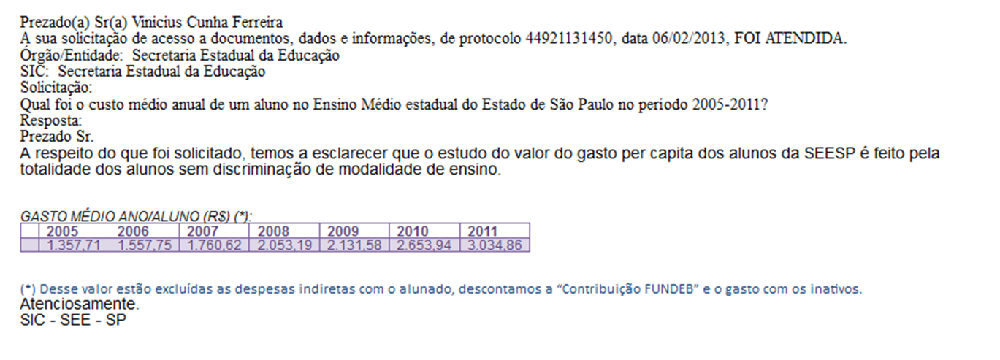 Prezado(a) Sr(a) Vinicius Cunha Ferreira
A sua solicitação de acesso a documentos, dados e informações, de protocolo 44921131450, data 06/02/2013, FOI ATENDIDA.
Órgão/Entidade:  Secretaria Estadual da Educação
SIC:  Secretaria Estadual da Educação
Solicitação:
Qual foi o custo médio anual de um aluno no Ensino Médio estadual do Estado de São Paulo no período 2005-2011?
Resposta:
Prezado Sr.
A respeito do que foi solicitado, temos a esclarecer que o estudo do valor do gasto per capita dos alunos da SEESP é feito pela
totalidade dos alunos sem discriminação de modalidade de ensino.
GASTO MÉDIO ANO/ALUNO (R$) (*):
2005 2006 2007 2008 2009 2010 2011
1.357,71 1.557,75 1.760,62 2.053,19 2.131,58 2.653,94 3.034,86
(*) Desse valor estão excluídas as despesas indiretas com o alunado, descontamos a “Contribuição FUNDEB” e o gasto com os inativos.
Atenciosamente.
SIC - SEE - SP